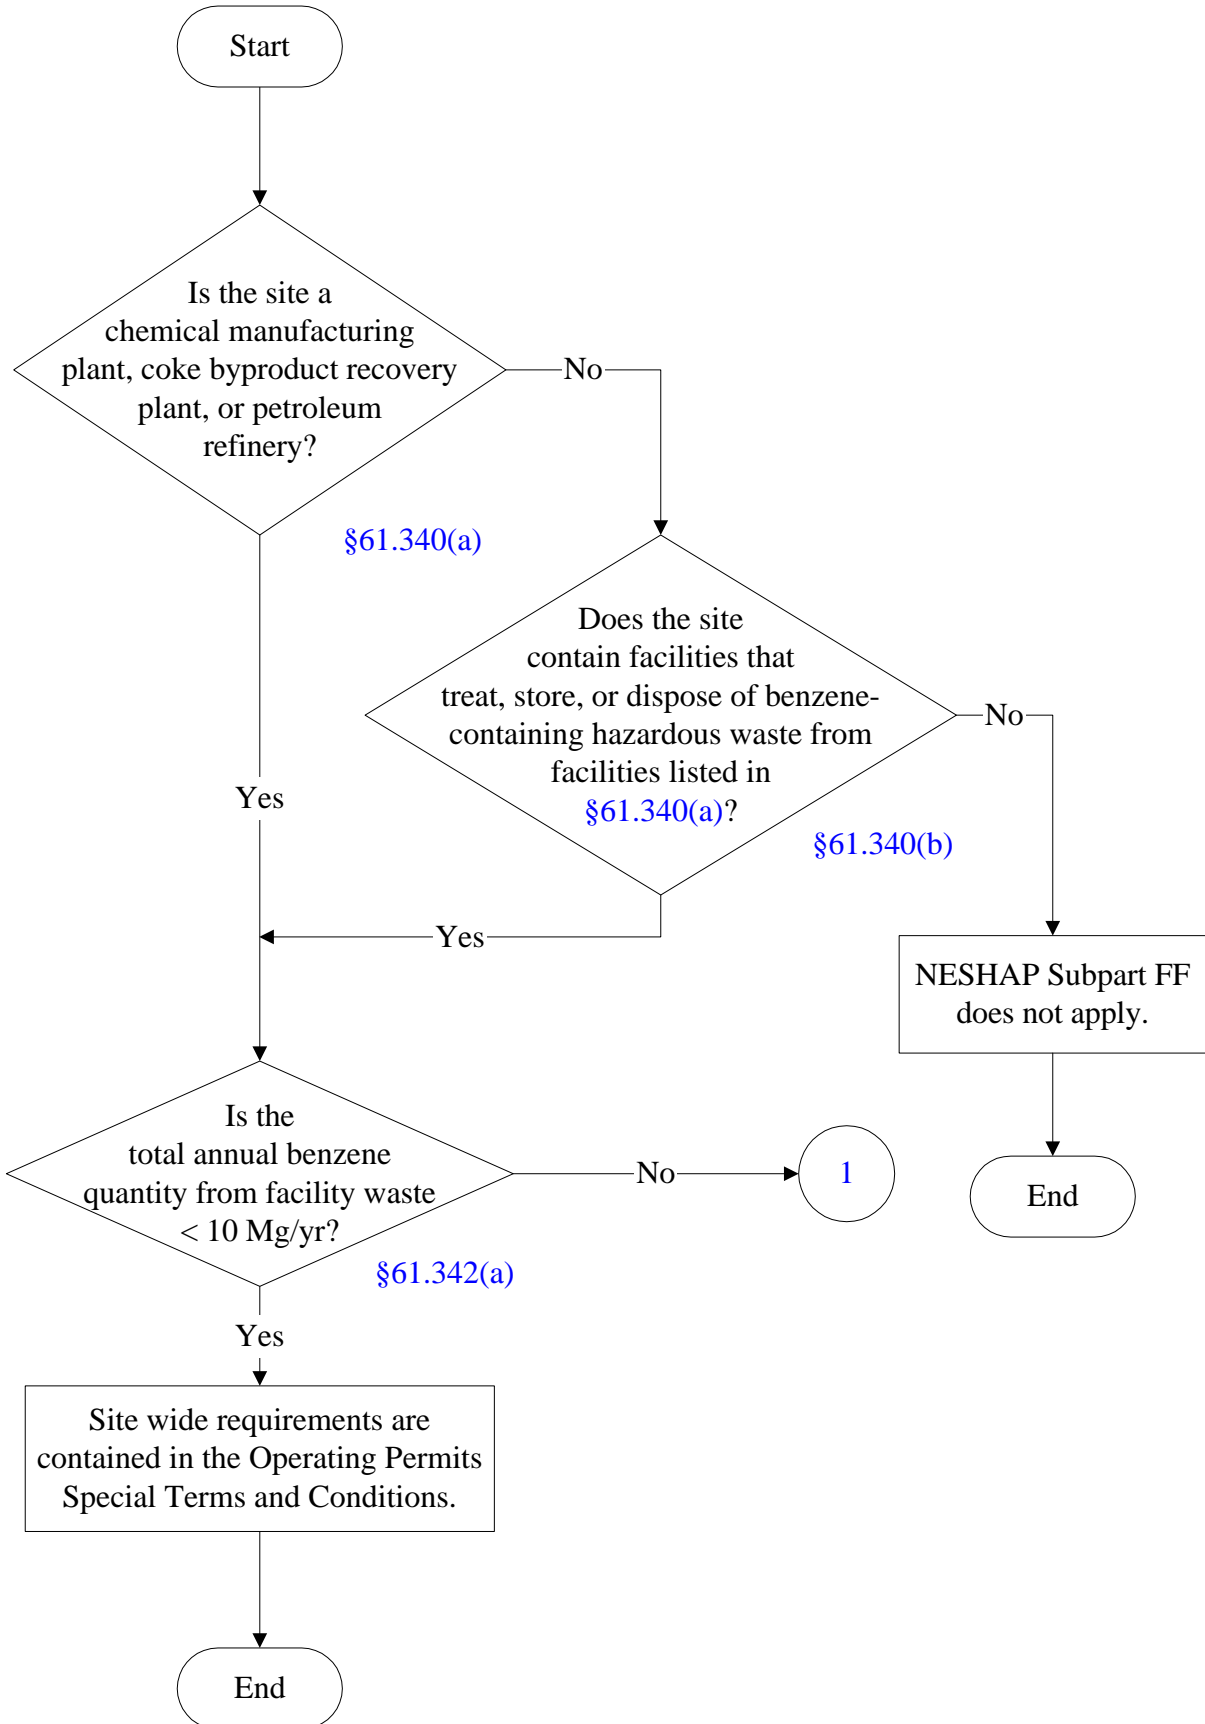 Start
Is the site a
chemical manufacturing
plant, coke byproduct recovery
plant, or petroleum
refinery?
No
§61.340(a)
Does the site
contain facilities that
treat, store, or dispose of benzene-
containing hazardous waste from
facilities listed in
§61.340(a)?
No
§61.340(b)
Yes
Yes
NESHAP Subpart FF
does not apply.
End
Is the
total annual benzene
quantity from facility waste
< 10 Mg/yr?
No
1
§61.342(a)
Yes
Site wide requirements are
contained in the Operating Permits
Special Terms and Conditions.
End